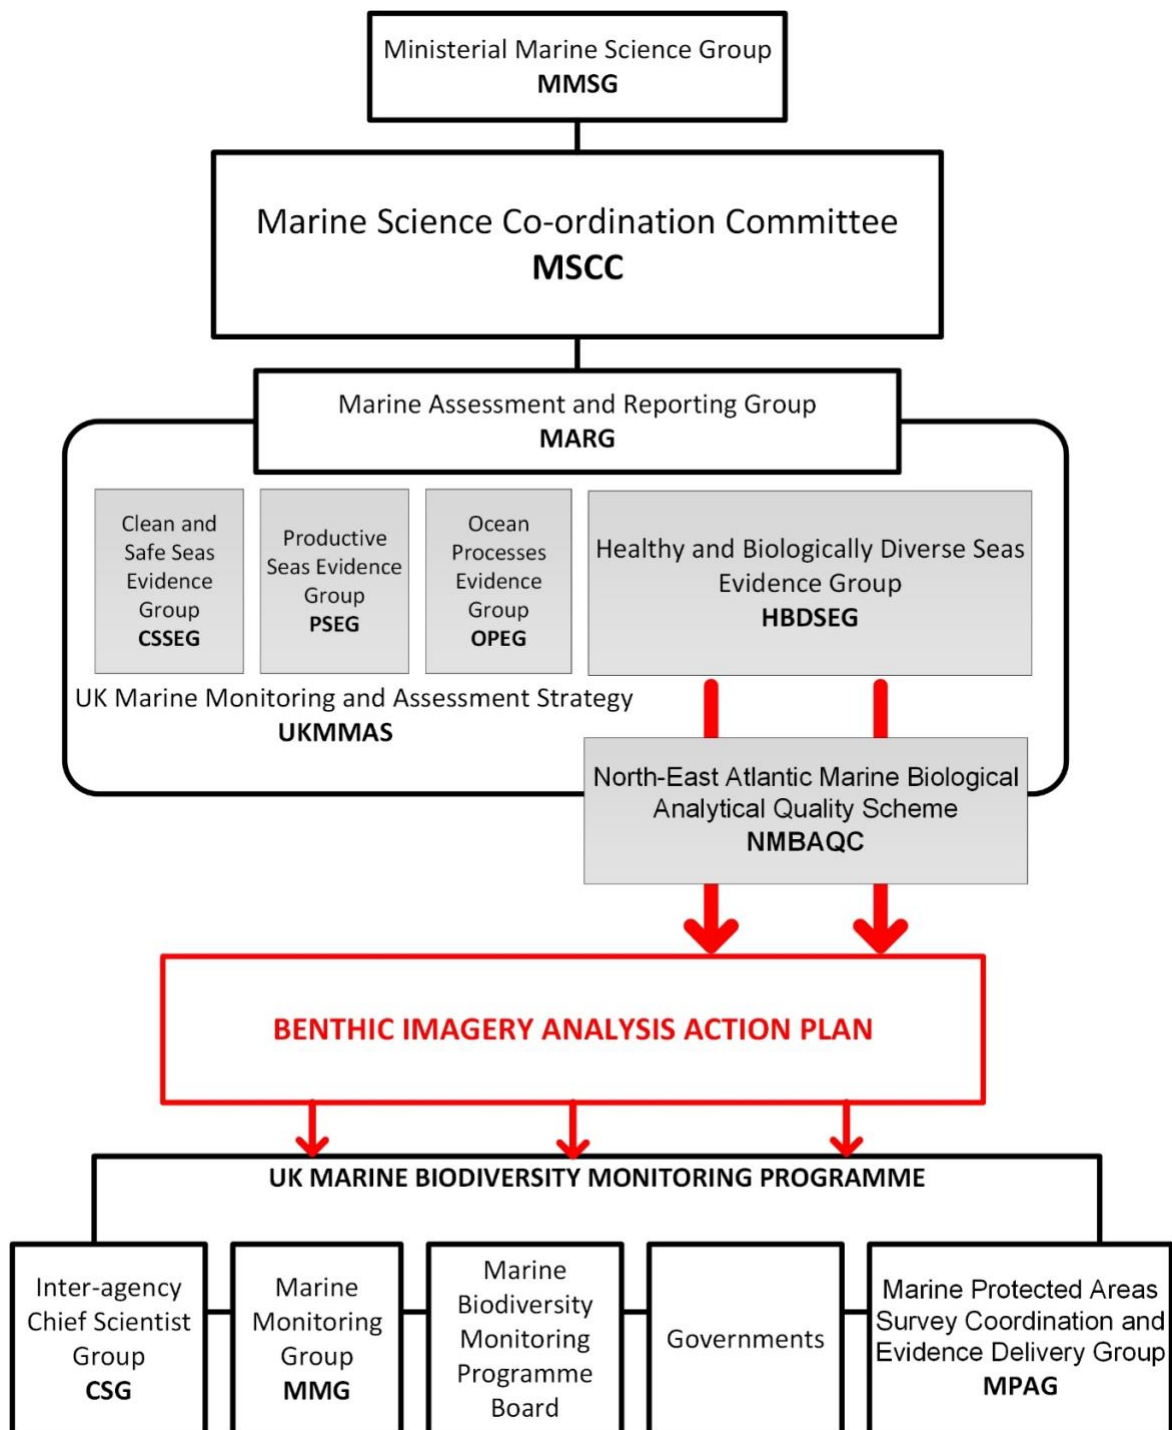 Ministerial Marine Science Group
MMSG
Marine Science Co-ordination Committee
MSCC
Marine Assessment and Reporting Group
MARG
Clean and
Safe Seas
Evidence
Group
CSSEG
Productive
Seas Evidence
Group
PSEG
Ocean
Processes
Evidence
Group
OPEG
Healthy and Biologically Diverse Seas
Evidence Group
HBDSEG
UK Marine Monitoring and Assessment Strategy
UKMMAS
North-East Atlantic Marine Biological
Analytical Quality Scheme
NMBAQC
BENTHIC IMAGERY ANALYSIS ACTION PLAN
UK MARINE BIODIVERSITY MONITORING PROGRAMME
Inter-agency
Chief Scientist
Group
CSG
Marine
Monitoring
Group
MMG
Marine
Biodiversity
Monitoring
Programme
Board
Governments
Marine Protected Areas
Survey Coordination and
Evidence Delivery Group
MPAG